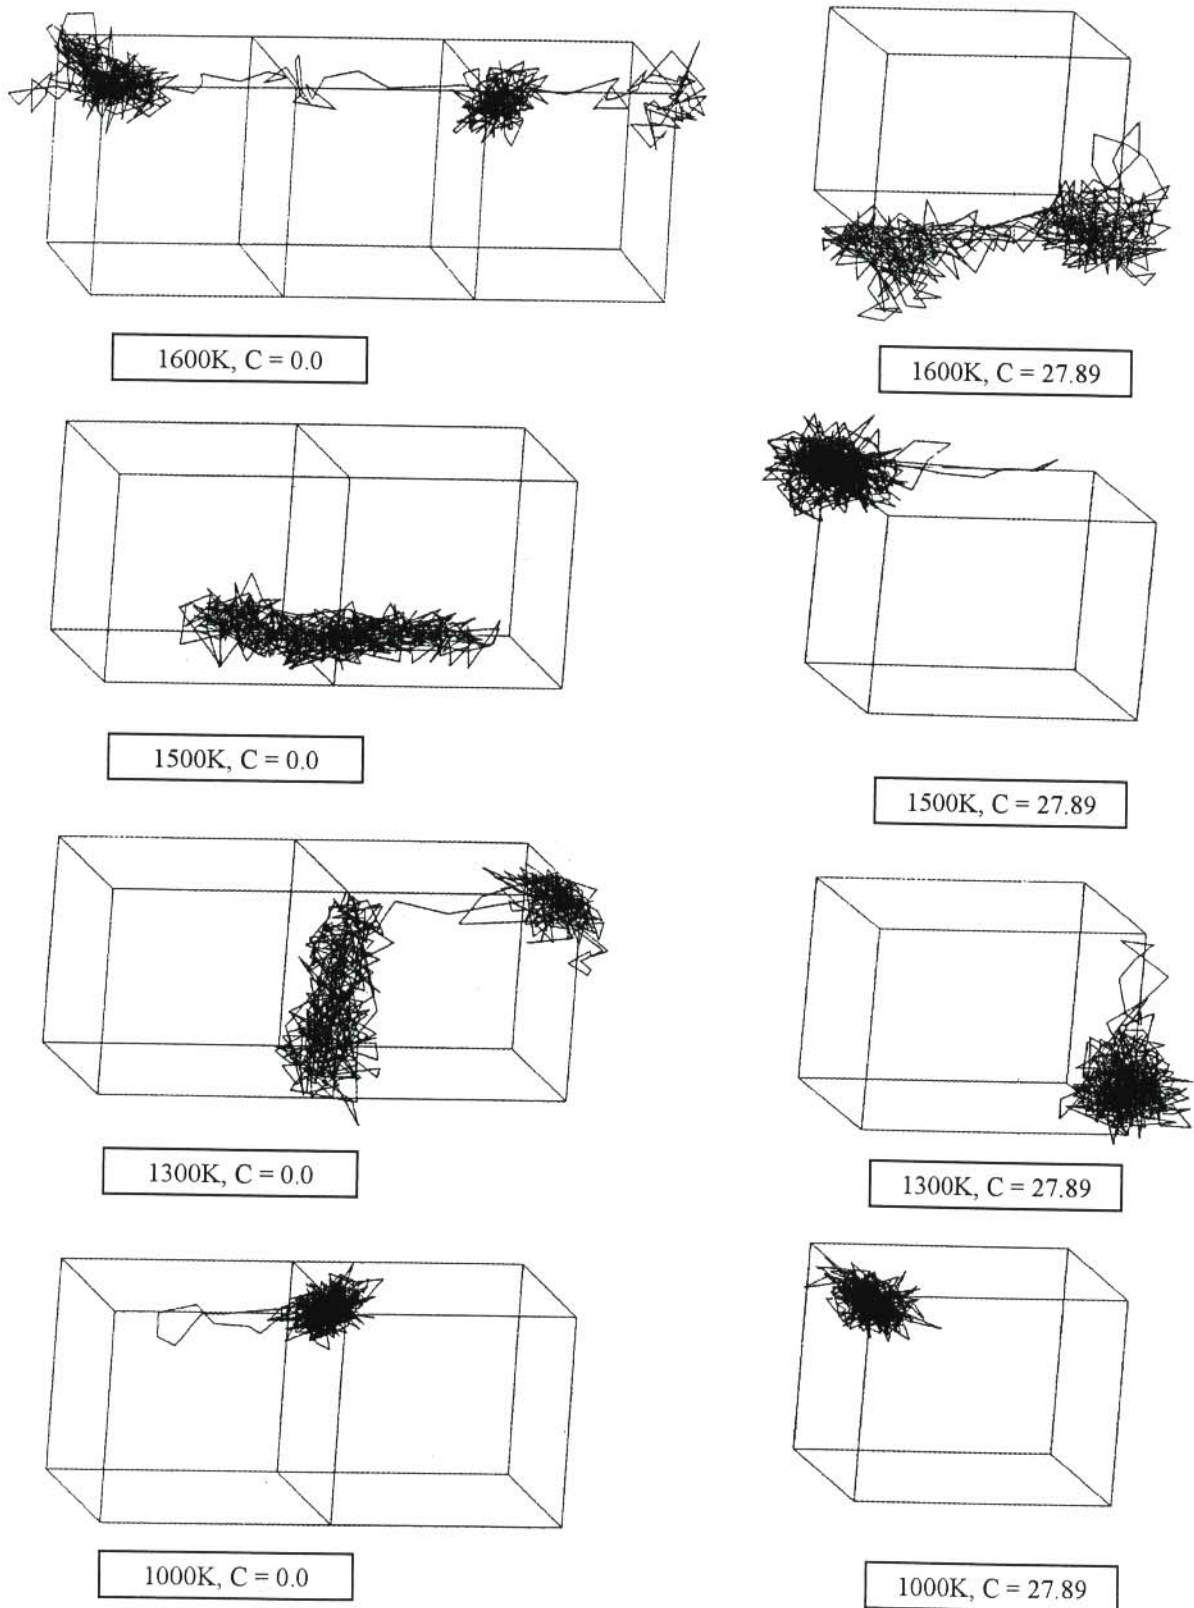 1600K, C = 0.0
1600K, C = 27.89
1500K, C = 0.0
1500K, C = 27.89
1300K, C = 0.0
1300K, C = 27.89
1000K, C = 0.0
1000K, C = 27.89